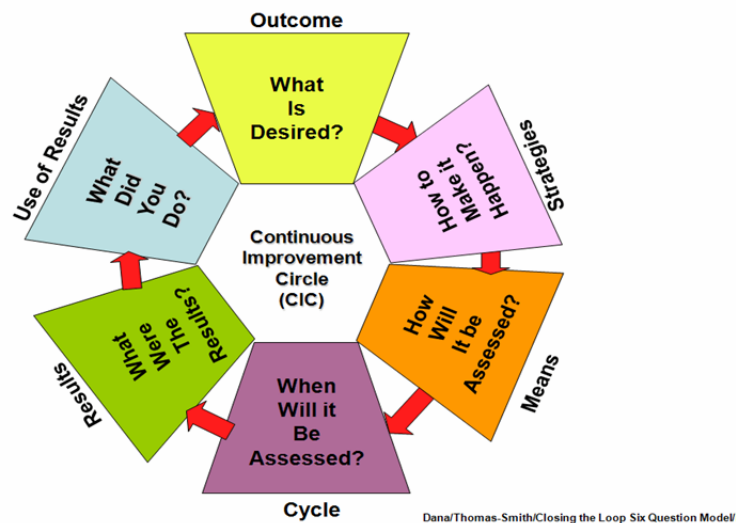 Outcome
What
Is
Desired?
Strategies
How to
Make it
Happen?
Means
How
Will
It be
Assessed?
Cycle
When
Will it
Be
Assessed?
Results
What
Were
The
Results?
Use of Results
What
Did
You
Do?
Continuous
Improvement
Circle
(CIC)
Dana/Thomas-Smith/Closing the Loop Six Question Model/